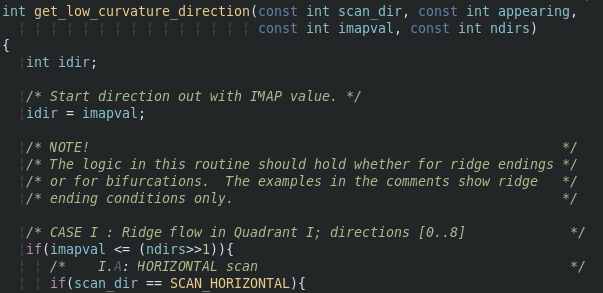 int get_low_curvature_direction(const int scan_dir, const int appearing,
const int imapval, const int ndirs)
{
int idir;
/* Start direction out with IMAP value. */
idir = imapval;
/* NOTE! */
/* The logic in this routine should hold whether for ridge endings */
/* or for bifurcations. The examples in the comments show ridge */
/* ending conditions only. */
/* CASE I : Ridge flow in Quadrant I; directions [0..8] */
if(imapval <= (ndirs>>1)){
/* I.A: HORIZONTAL scan */
if(scan_dir == SCAN_HORIZONTAL){